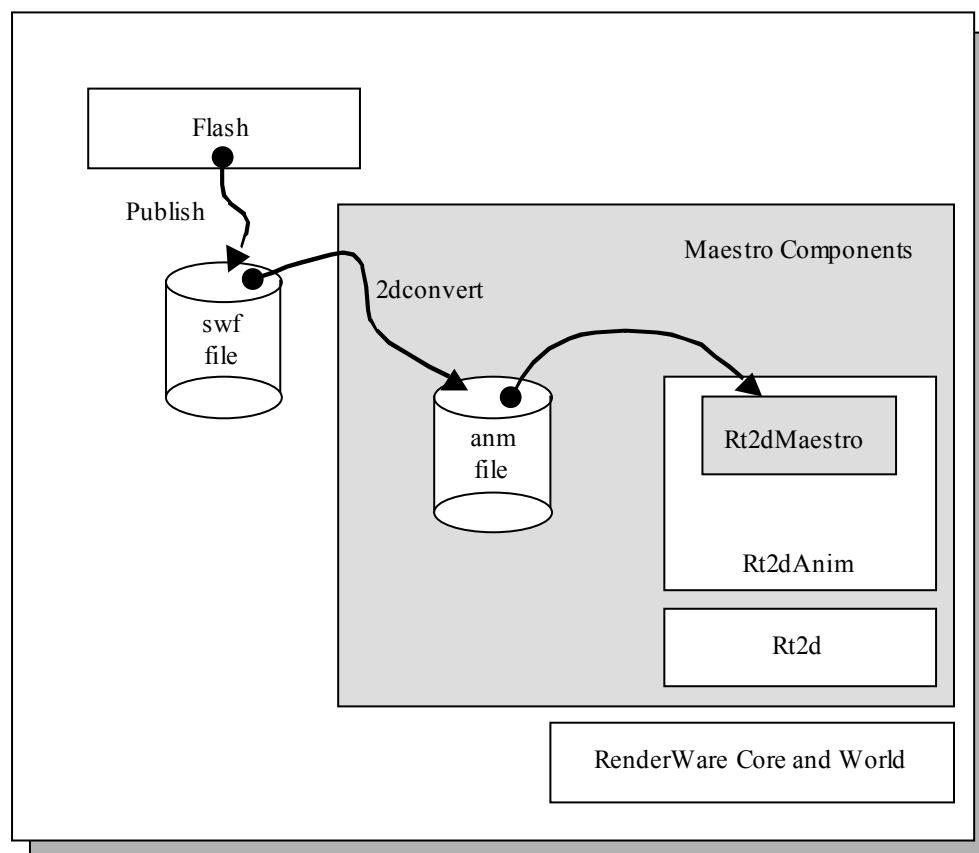 Flash
Publish
Maestro Components
2dconvert
swf
file
Rt2dMaestro
anm
file
Rt2dAnim
Rt2d
RenderWare Core and World